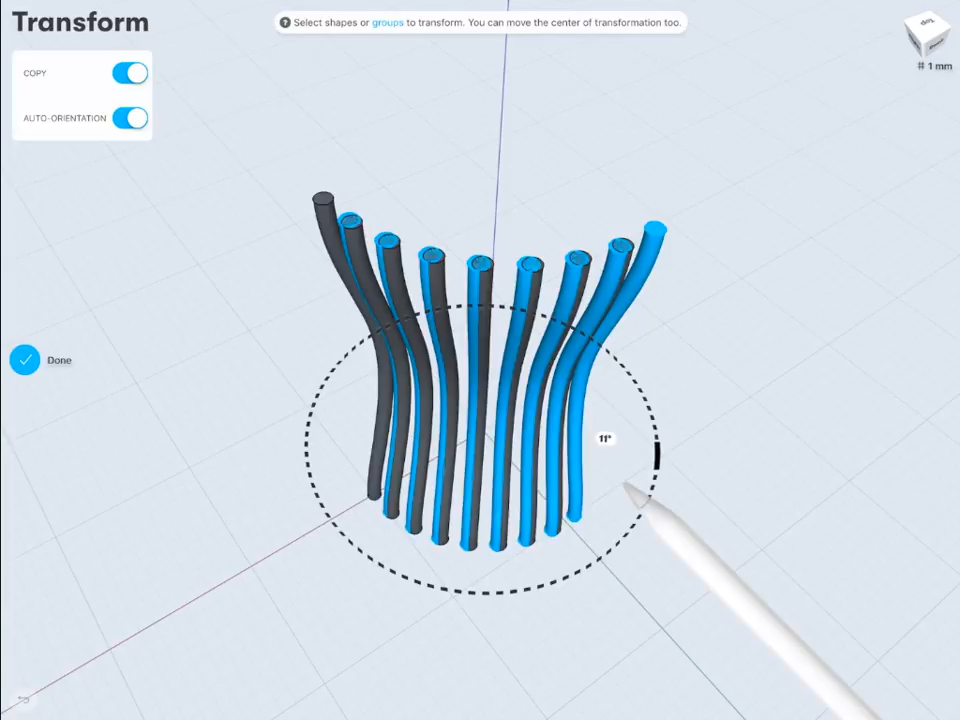 Transform
Select shapes or groups to transform. You can move the center of transformation too.
COPY
AUTO-ORIENTATION
Top
# 1 mm
Done
11°